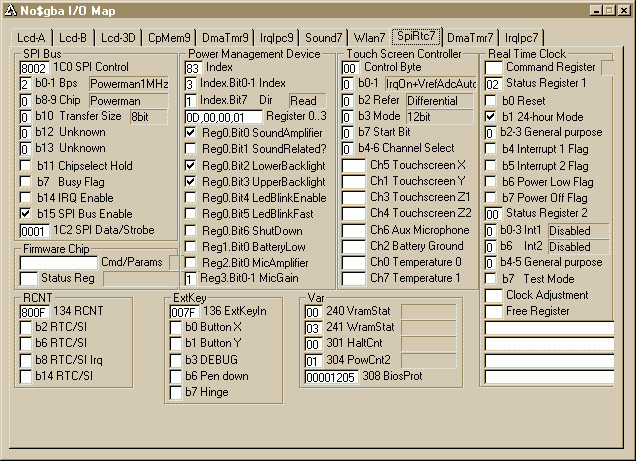 No$gba I/O Map
Lcd-A Lcd-B Lcd-3D CpMem9 DmaTmr9 IrqIpc9 Sound7 Wlan7 SpiRtc7 DmaTmr7 IrqIpc7
SPI Bus
8002 1C0 SPI Control
2 b0-1 Bps Powerman1MHz
0 b8-9 Chip Powerman
0 b10 Transfer Size 8bit
0 b12 Unknown
0 b13 Unknown
b11 Chipselect Hold
b7 Busy Flag
b14 IRQ Enable
b15 SPI Bus Enable
0001 1C2 SPI Data/Strobe
Firmware Chip
Cmd/Params
Status Reg
Power Management Device
83 Index
3 Index.Bit0-1 Index
1 Index.Bit7 Dir Read
0D,00,00,01 Register 0..3
Reg0.Bit0 SoundAmplifier
Reg0.Bit1 SoundRelated?
Reg0.Bit2 LowerBacklight
Reg0.Bit3 UpperBacklight
Reg0.Bit4 LedBlinkEnable
Reg0.Bit5 LedBlinkFast
Reg0.Bit6 ShutDown
Reg1.Bit0 BatteryLow
Reg2.Bit0 MicAmplifier
1 Reg3.Bit0-1 MicGain
Touch Screen Controller
00 Control Byte
0 b0-1 IrqOn+VrefAdcAuto
0 b2 Refer Differential
0 b3 Mode 12bit
0 b7 Start Bit
0 b4-6 Channel Select
Ch5 Touchscreen X
Ch1 Touchscreen Y
Ch3 Touchscreen Z1
Ch4 Touchscreen Z2
Ch6 Aux Microphone
Ch2 Battery Ground
Ch0 Temperature 0
Ch7 Temperature 1
Real Time Clock
Command Register
02 Status Register 1
b0 Reset
b1 24-hour Mode
0 b2-3 General purpose
b4 Interrupt 1 Flag
b5 Interrupt 2 Flag
b6 Power Low Flag
b7 Power Off Flag
00 Status Register 2
0 b0-3 Int1 Disabled
0 b6 Int2 Disabled
0 b4-5 General purpose
b7 Test Mode
Clock Adjustment
Free Register
RCNT
800F 134 RCNT
b2 RTC/SI
b6 RTC/SI
b8 RTC/SI Irq
b14 RTC/SI
ExtKey
007F 136 ExtKeyIn
b0 Button X
b1 Button Y
b3 DEBUG
b6 Pen down
b7 Hinge
Var
00 240 VramStat
03 241 WramStat
00 301 HaltCnt
01 304 PowCnt2
00001205 308 BiosProt